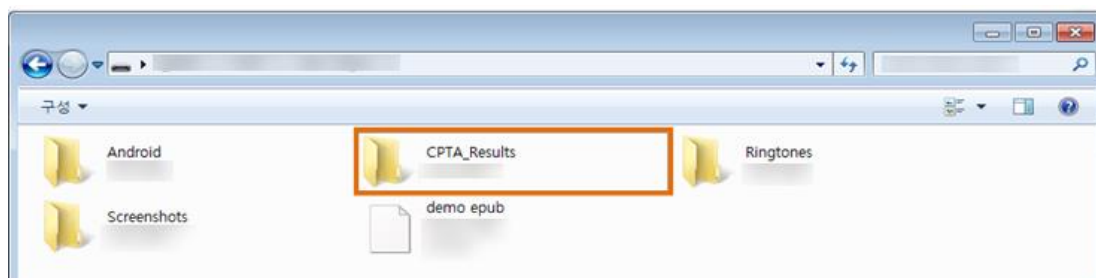 구성
Android
CPTA_Results
Ringtones
Screenshots
demo epub